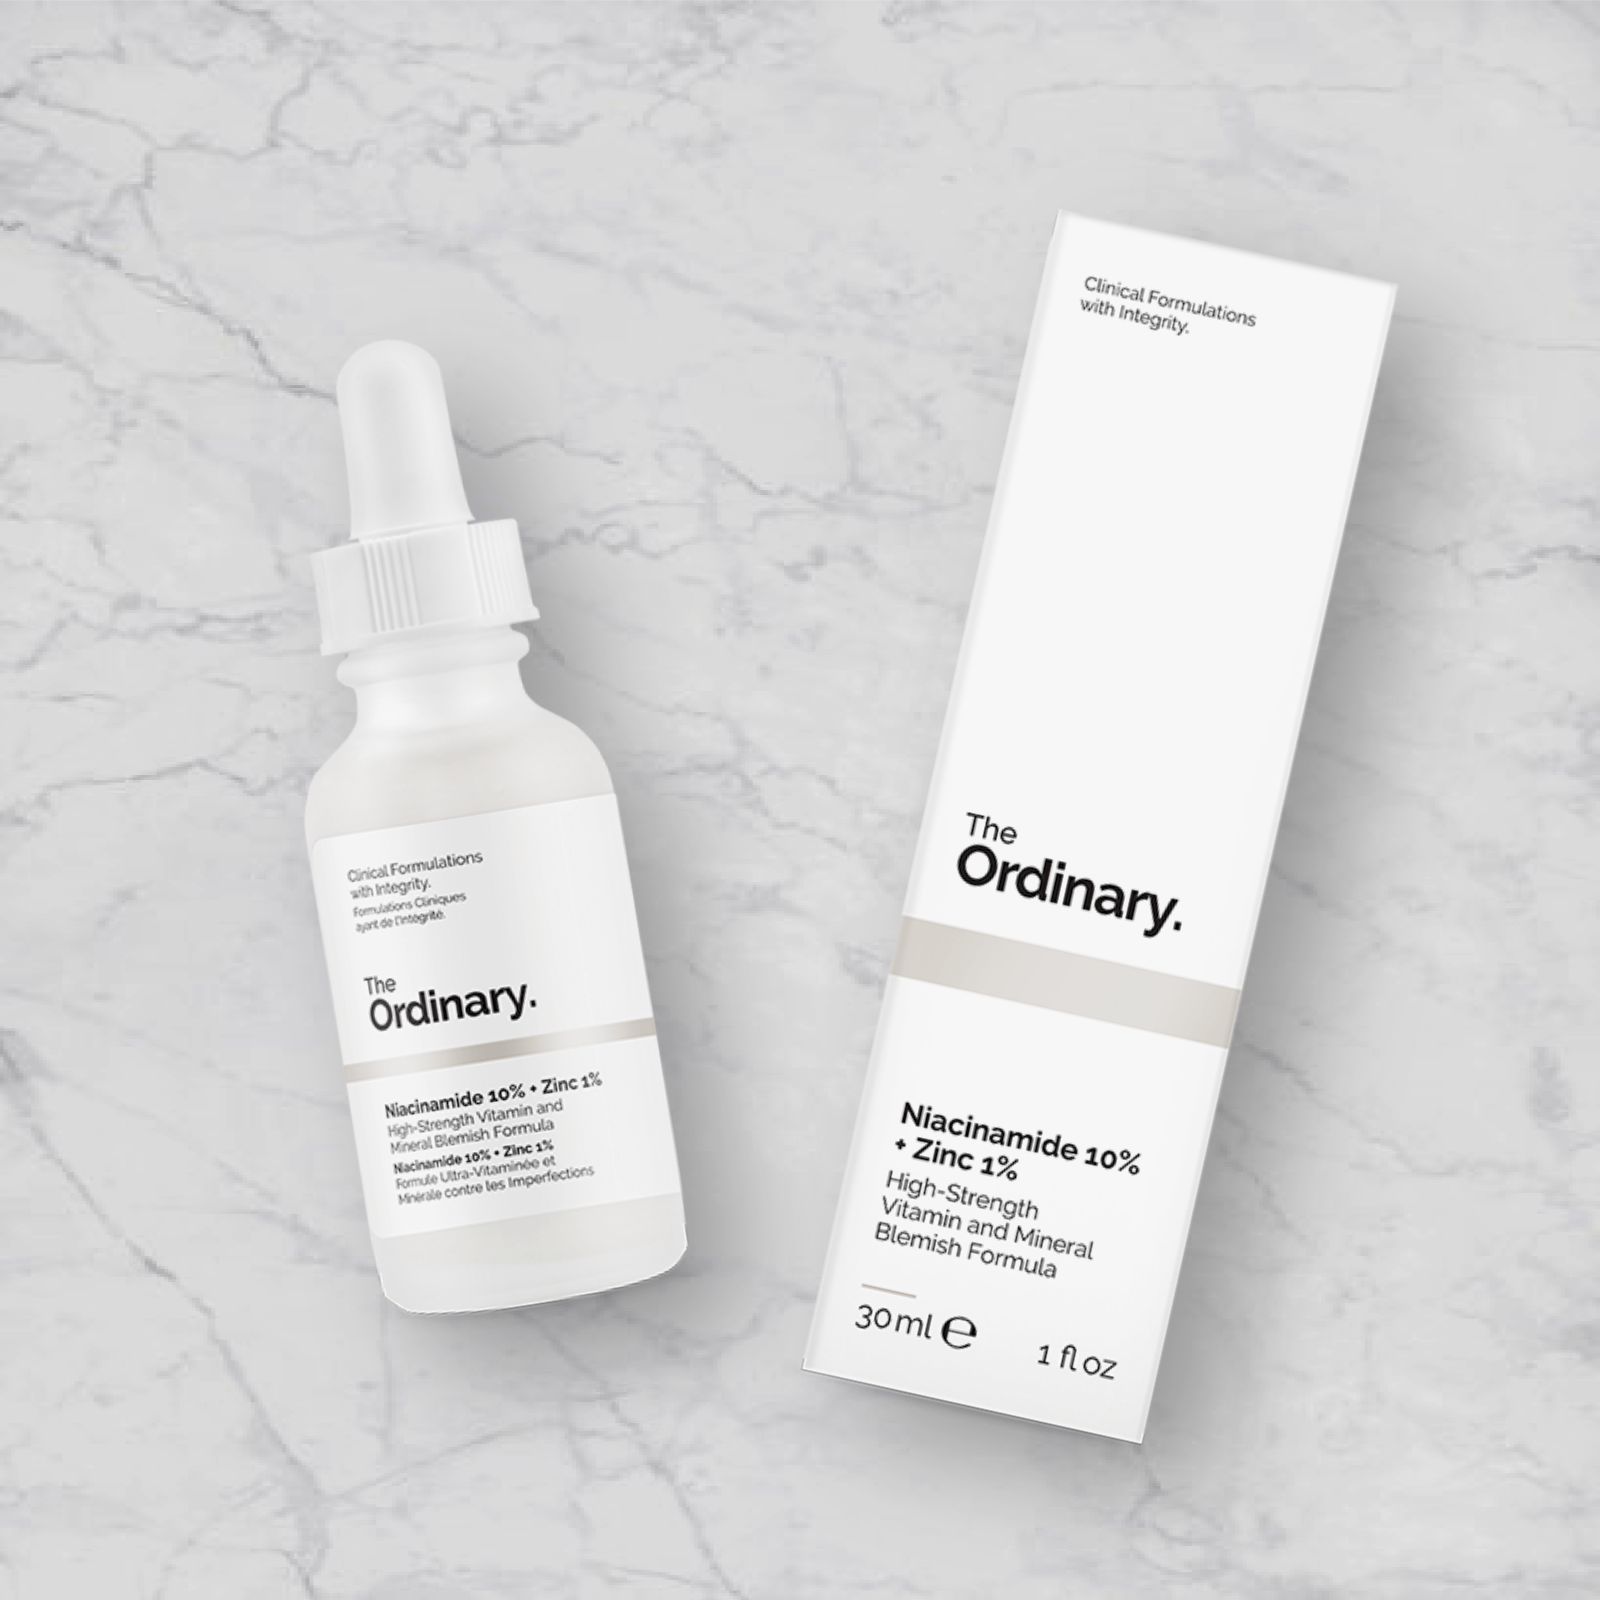 Clinical Formulations
with Integrity.
Formulations Cliniques
ayant de l'intégrité.
The
Ordinary.
Niacinamide 10% + Zinc 1%
High-Strength Vitamin and
Mineral Blemish Formula
Niacinamide 10% + Zinc 1%
Formule Ultra-Vitaminée et
Minérale contre les Imperfections
Clinical Formulations
with Integrity.
The
Ordinary.
Niacinamide 10%
+ Zinc 1%
High-Strength
Vitamin and Mineral
Blemish Formula
30 ml ℮ 1 fl oz